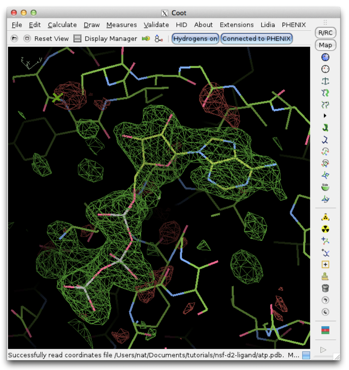 Coot
File Edit Calculate Draw Measures Validate HID About Extensions Lidia PHENIX
Reset View Display Manager Hydrogens on Connected to PHENIX
R/RC
Map
Successfully read coordinates file /Users/nat/Documents/tutorials/nsf-d2-ligand/atp.pdb. M...